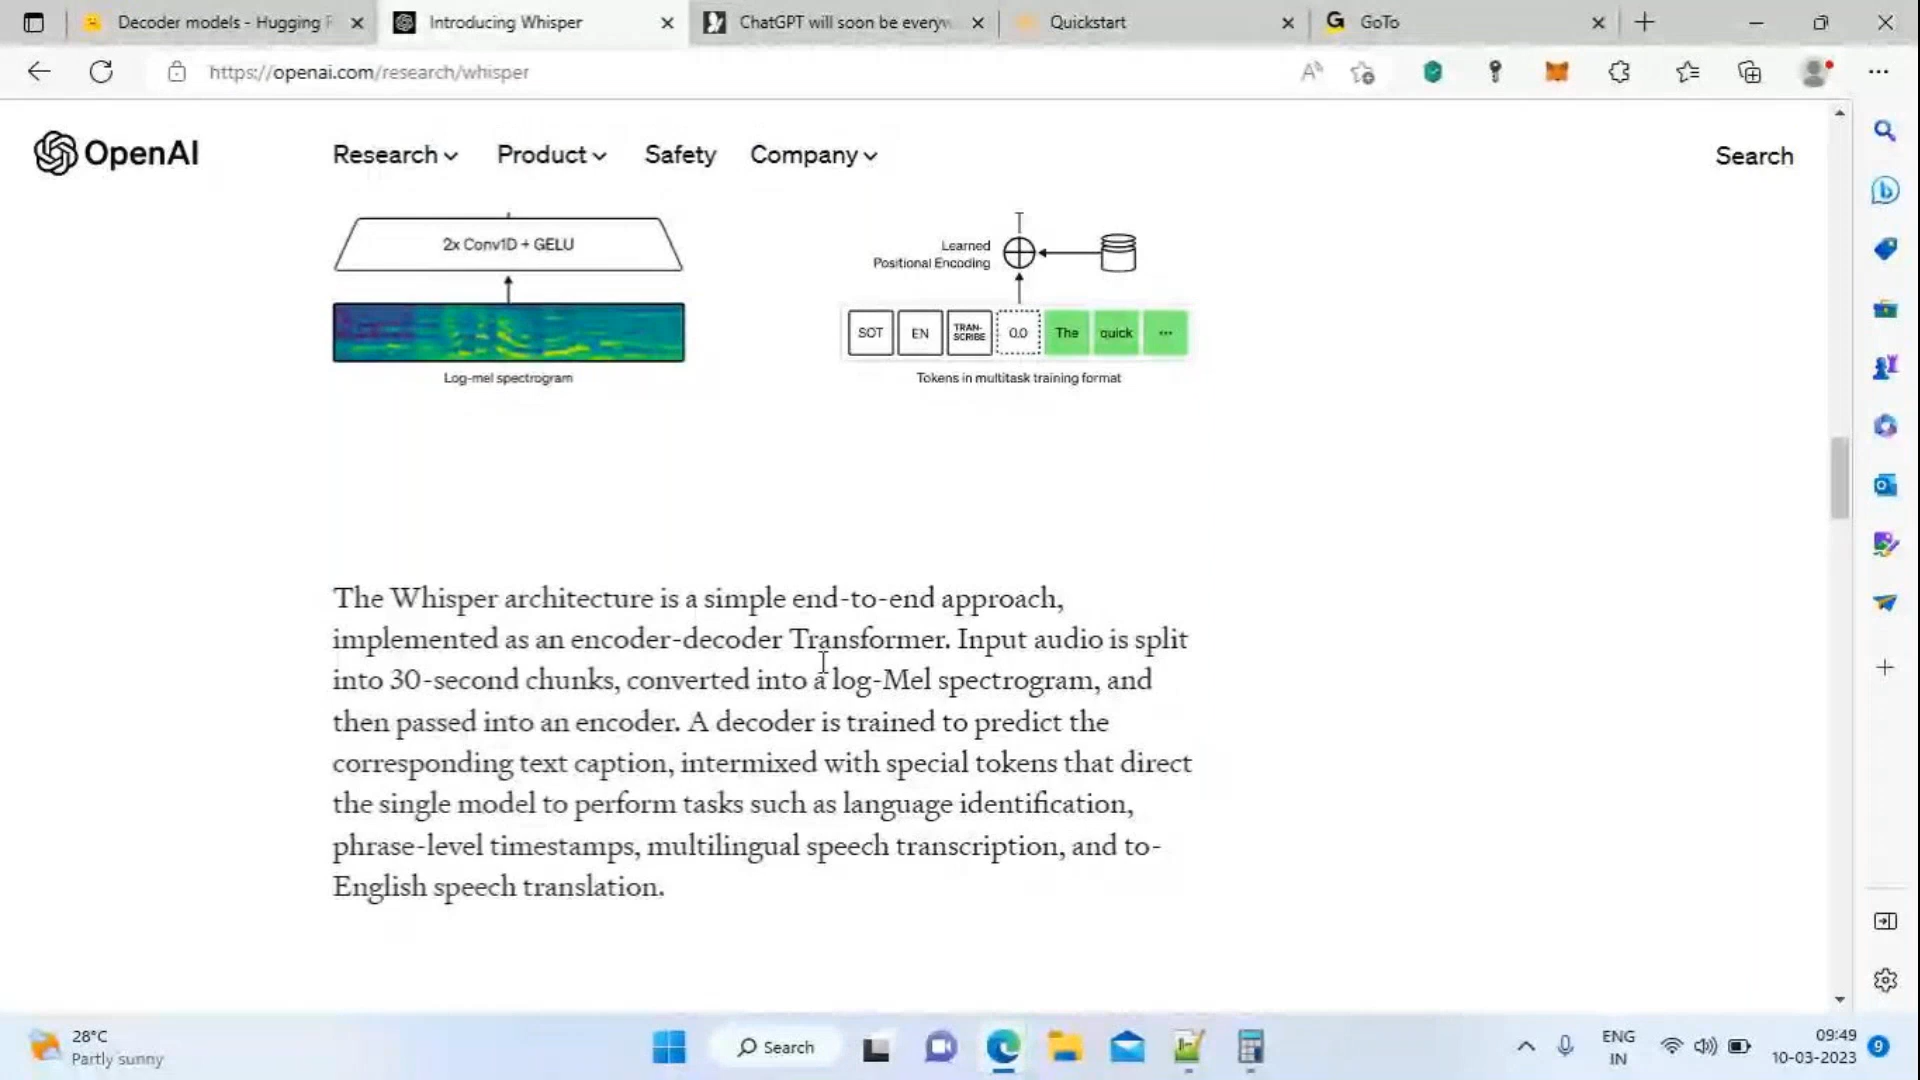 Decoder models - Hugging F
Introducing Whisper
ChatGPT will soon be everyw
Quickstart
GoTo
https://openai.com/research/whisper
OpenAI
Research
Product
Safety
Company
Search
2x Conv1D + GELU
Log-mel spectrogram
Learned
Positional Encoding
SOT
EN
TRAN-
SCRIBE
0.0
The
quick
...
Tokens in multitask training format
The Whisper architecture is a simple end-to-end approach,
implemented as an encoder-decoder Transformer. Input audio is split
into 30-second chunks, converted into a log-Mel spectrogram, and
then passed into an encoder. A decoder is trained to predict the
corresponding text caption, intermixed with special tokens that direct
the single model to perform tasks such as language identification,
phrase-level timestamps, multilingual speech transcription, and to-
English speech translation.
28°C
Partly sunny
Search
ENG
IN
09:49
10-03-2023
9